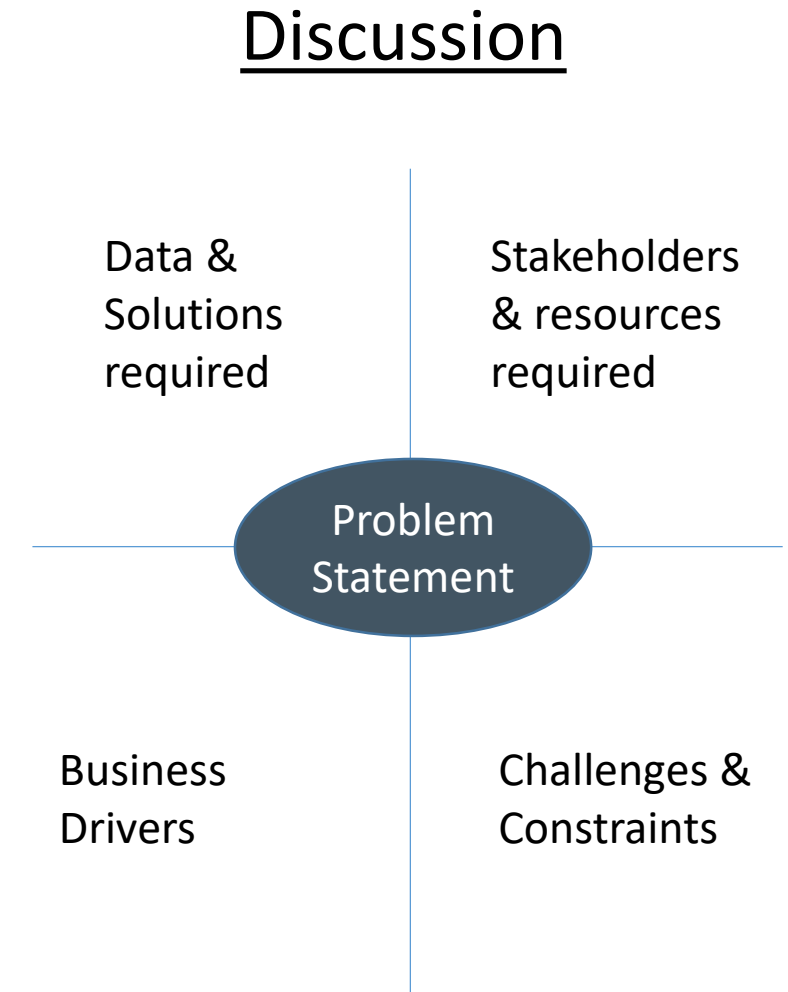 Discussion
Data &
Solutions
required
Stakeholders
& resources
required
Problem
Statement
Business
Drivers
Challenges &
Constraints